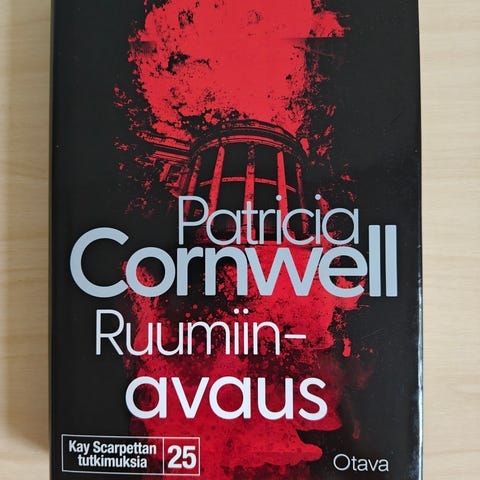 Patricia
Cornwell
Ruumiin-
avaus
Kay Scarpettan
tutkimuksia
25
Otava